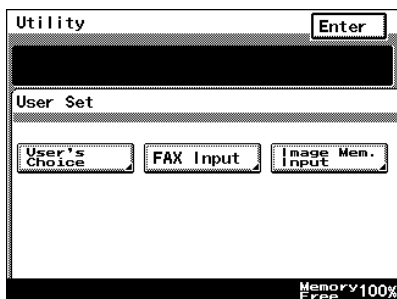 Utility
Enter
User Set
User's
Choice
FAX Input
Image Mem.
Input
Memory 100%
Free